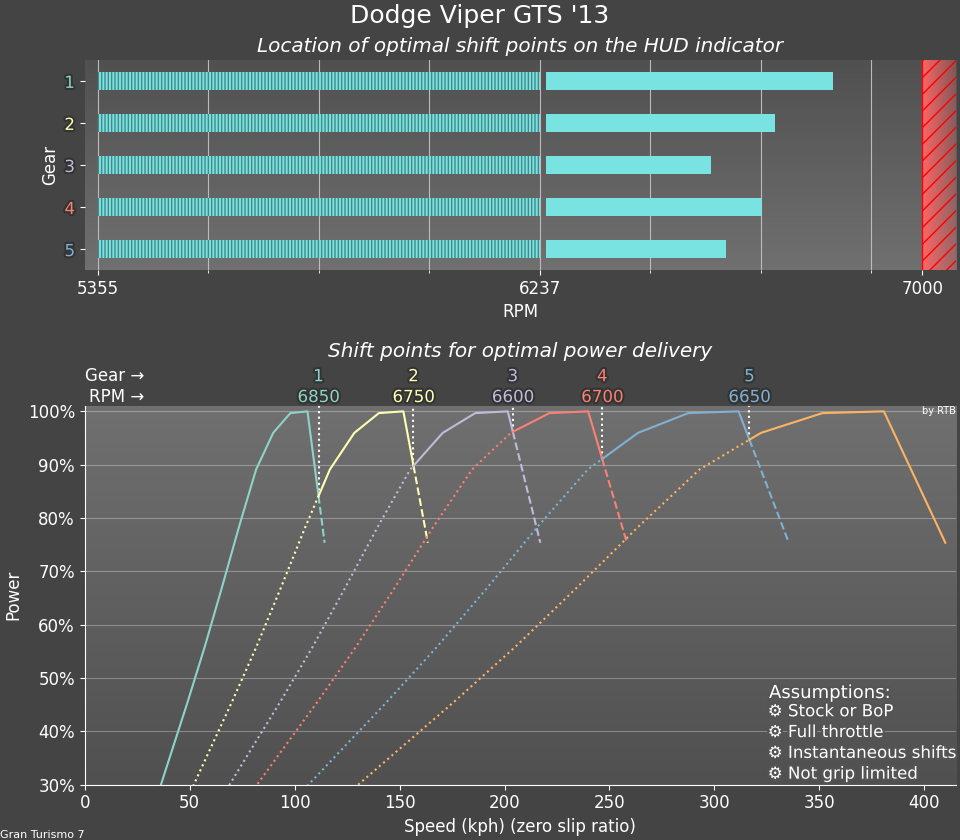 Dodge Viper GTS '13
Location of optimal shift points on the HUD indicator
Gear
1
2
3
4
5
5355 6237 7000
RPM
Shift points for optimal power delivery
Gear → 1 2 3 4 5
RPM → 6850 6750 6600 6700 6650
by RTB
Power
100%
90%
80%
70%
60%
50%
40%
30%
Assumptions:
⚙ Stock or BoP
⚙ Full throttle
⚙ Instantaneous shifts
⚙ Not grip limited
0 50 100 150 200 250 300 350 400
Speed (kph) (zero slip ratio)
Gran Turismo 7